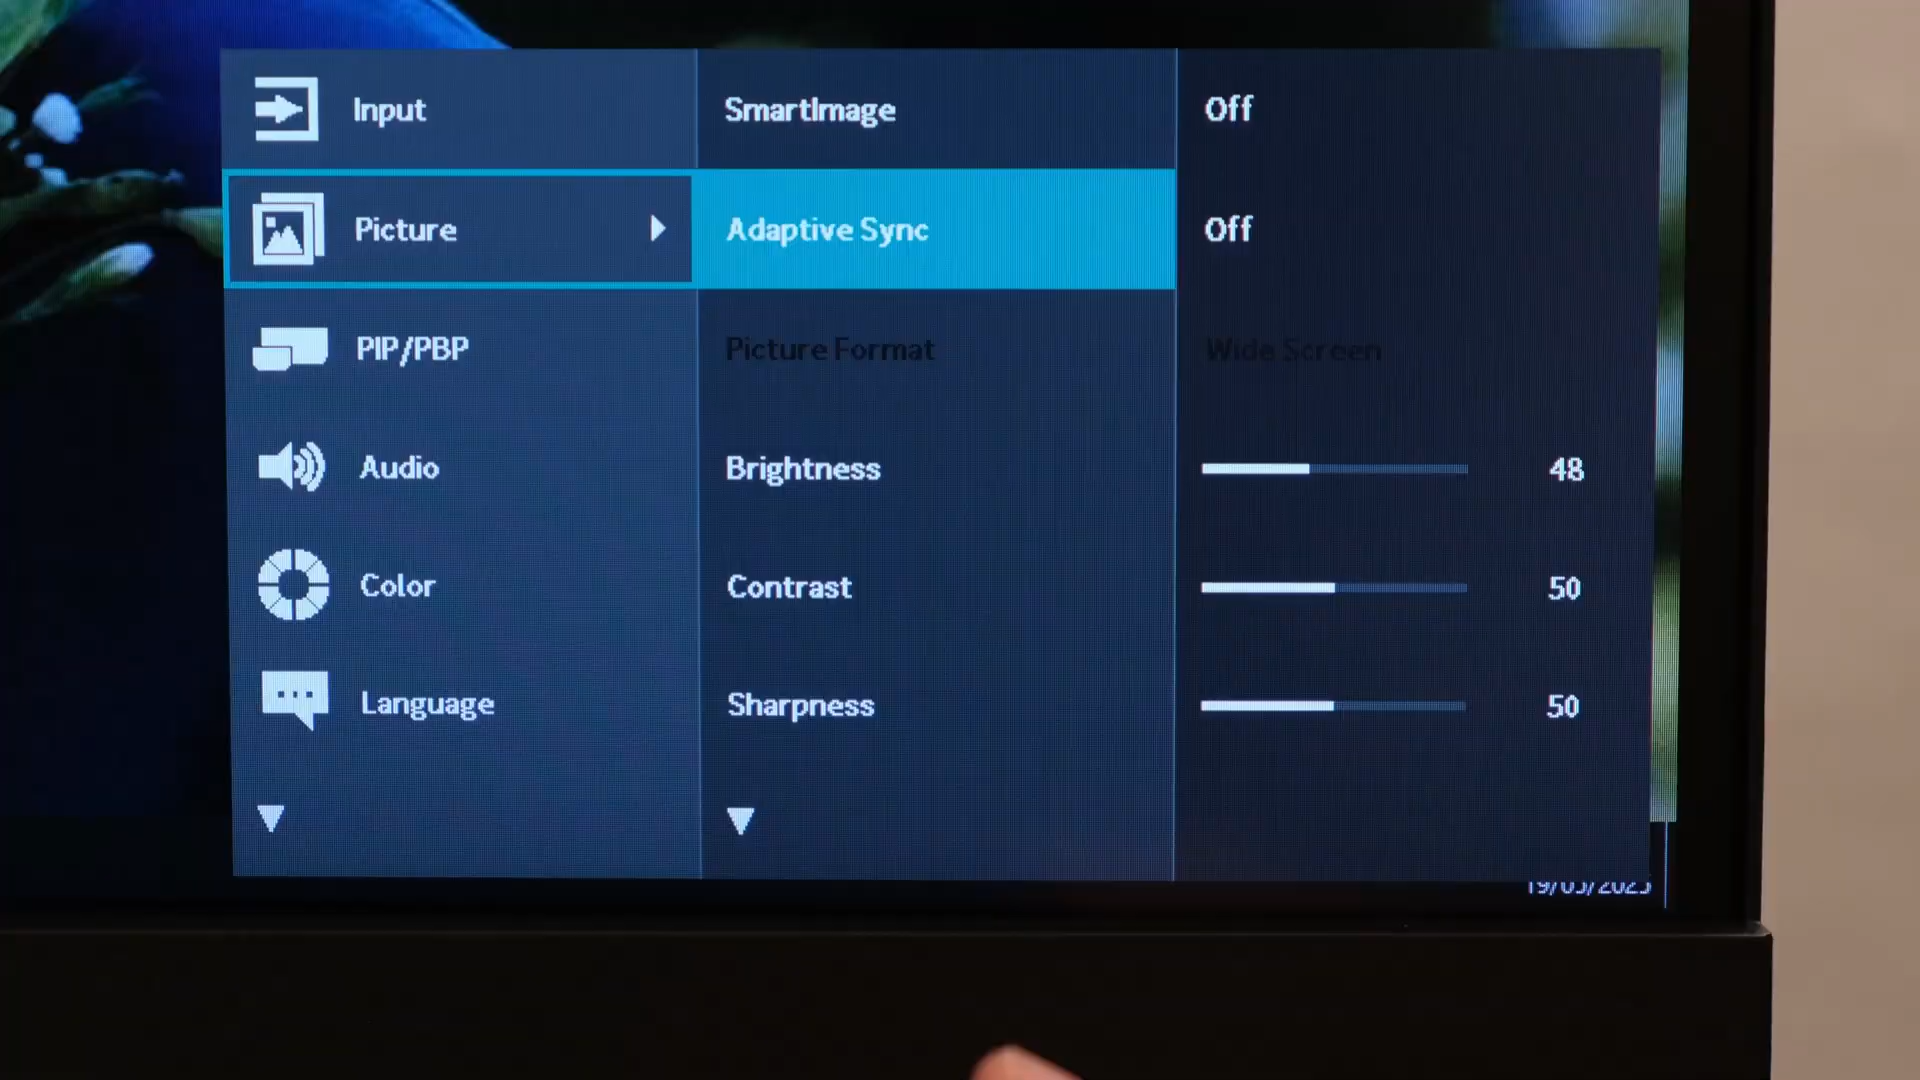 Input
SmartImage
Off
Picture
Adaptive Sync
Off
PIP/PBP
Picture Format
Wide Screen
Audio
Brightness
48
Color
Contrast
50
Language
Sharpness
50